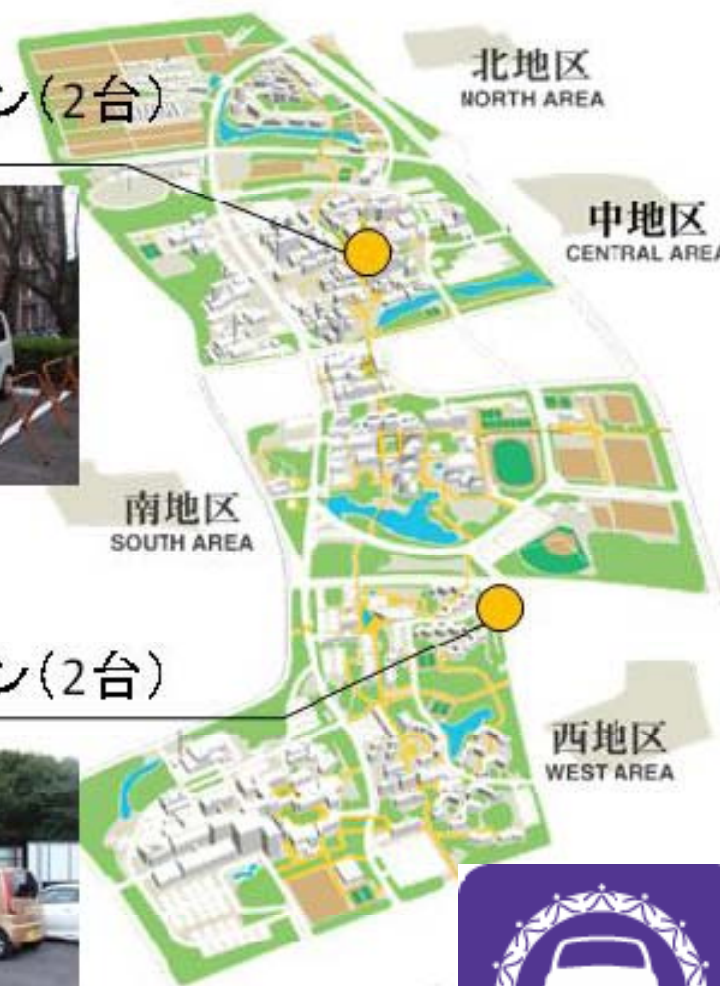 北地区
NORTH AREA
ン(2台)
中地区
CENTRAL AREA
南地区
SOUTH AREA
ン(2台)
西地区
WEST AREA